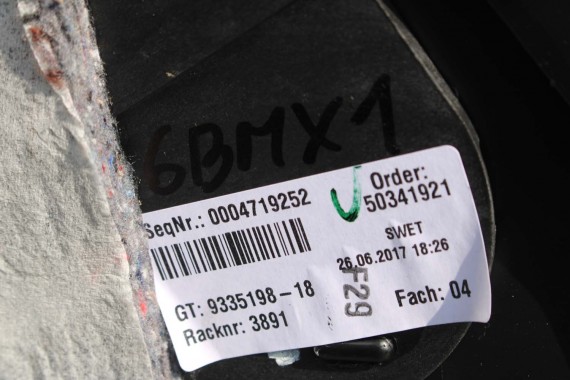 6BMX1
SeqNr.: 0004719252
Order:
50341921
SWET
26.06.2017 18:26
GT: 9335198-18
F29
Fach: 04
Racknr: 3891